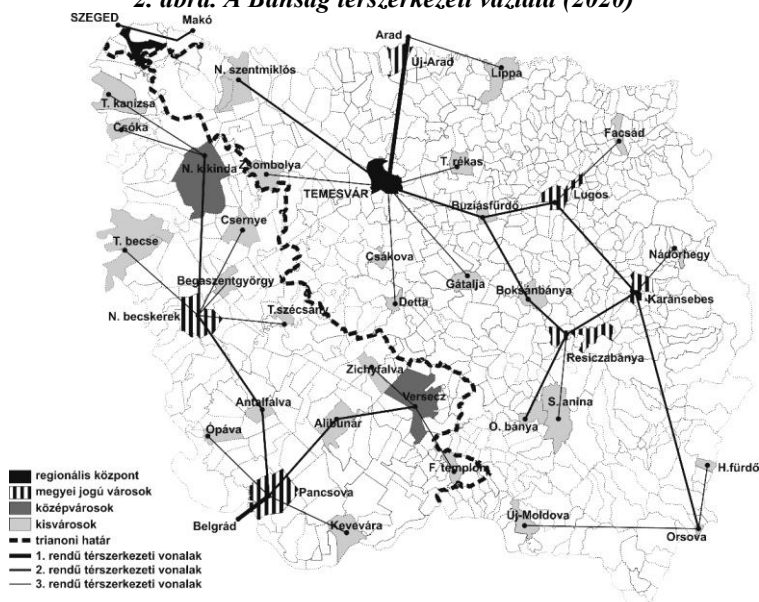 2. ábra. A Bánság térszerkezeti vázlata (2020)
SZEGED
Makó
Arad
Új-Arad
N. szentmiklós
Lippa
T. kanizsa
Csóka
Facsád
N. kikinda
Zsombolya
T. rékas
TEMESVÁR
Lugos
Buziásfürdő
Csernye
T. becse
Csákova
Nádorhegy
Begaszentgyörgy
Gátalja
Boksánbánya
Detta
Karánsebes
N. becskerek
T.szécsány
Resiczabánya
Zichyfalva
Versecz
Antalfalva
Alibunár
S. anina
Ópáva
O. bánya
F. templom
H.fürdő
Pancsova
Új-Moldova
Belgrád
Kevevára
Orsova
regionális központ
megyei jogú városok
középvárosok
kisvárosok
trianoni határ
1. rendű térszerkezeti vonalak
2. rendű térszerkezeti vonalak
3. rendű térszerkezeti vonalak